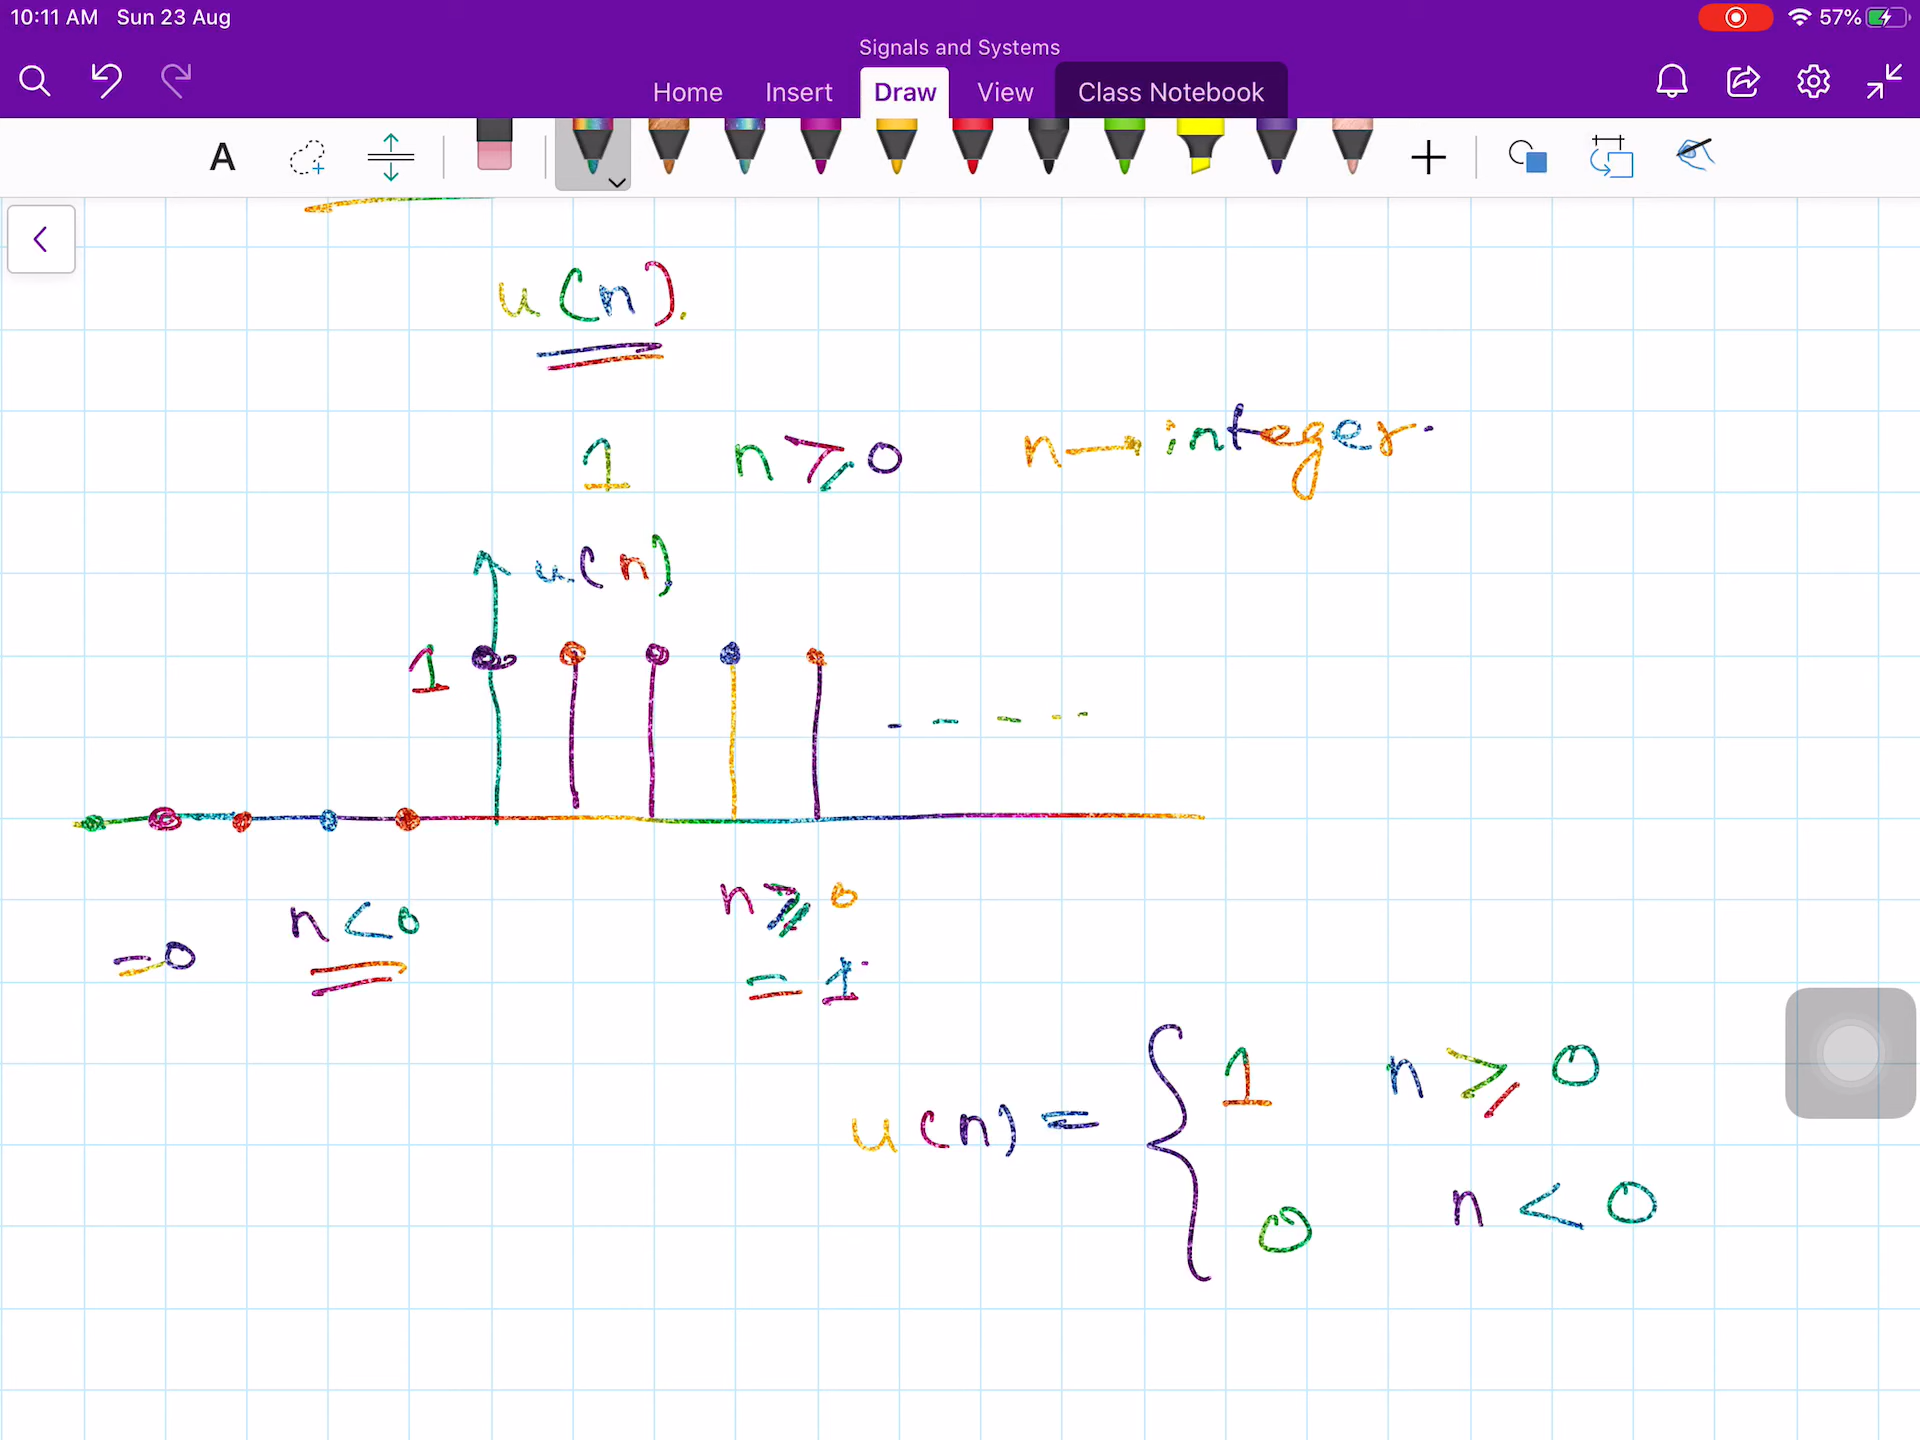 10:11 AM Sun 23 Aug
57%
Signals and Systems
Home Insert Draw View Class Notebook
A
u(n).
1 n ≥ 0 n → integer.
u(n)
1
- - - - -
n < 0 n ≥ 0
= 0 = 1
u(n) = { 1 n ≥ 0
0 n < 0